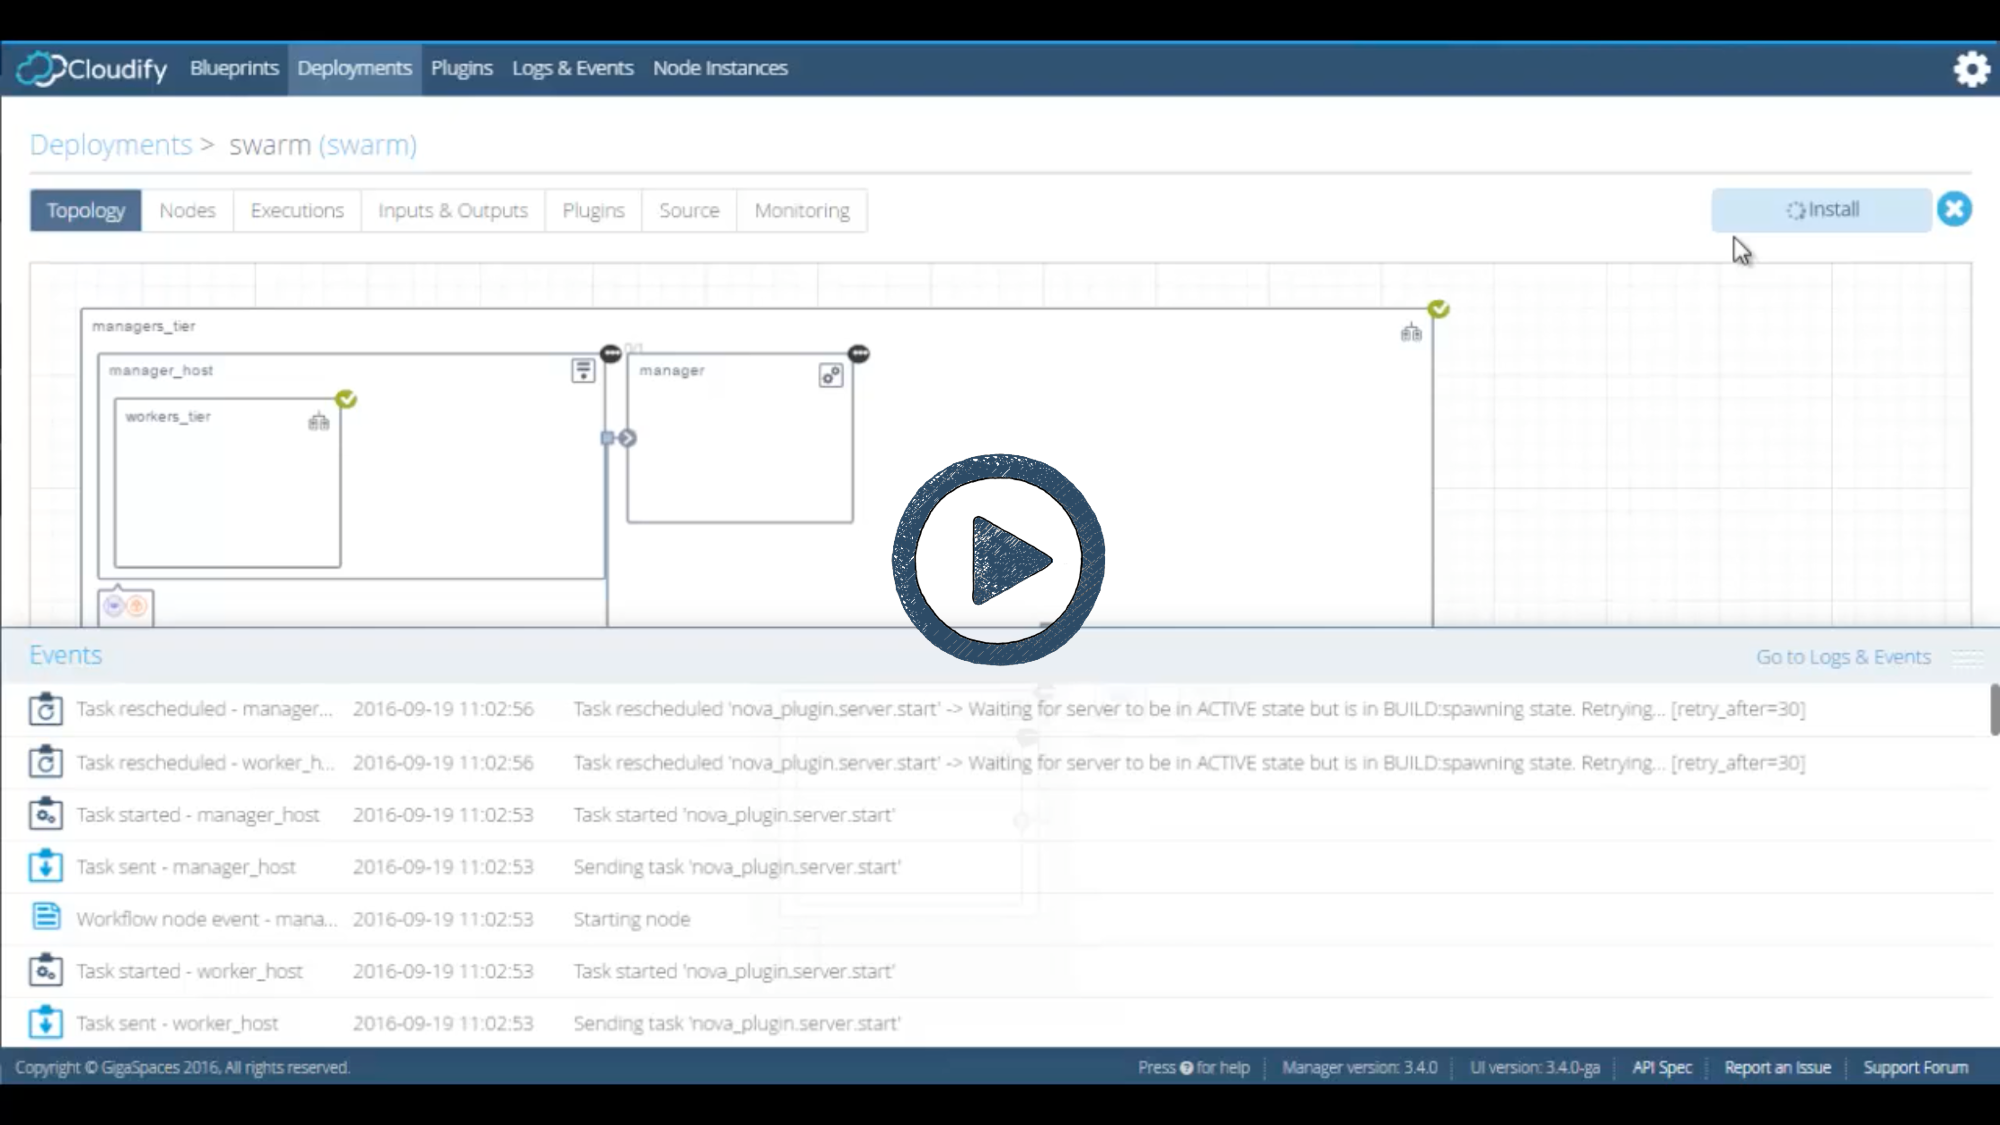 Cloudify Blueprints Deployments Plugins Logs & Events Node Instances
Deployments > swarm (swarm)
Topology Nodes Executions Inputs & Outputs Plugins Source Monitoring Install
managers_tier
manager_host manager
workers_tier
Events Go to Logs & Events
Task rescheduled - manager... 2016-09-19 11:02:56 Task rescheduled 'nova_plugin.server.start' -> Waiting for server to be in ACTIVE state but is in BUILD:spawning state. Retrying... [retry_after=30]
Task rescheduled - worker_h... 2016-09-19 11:02:56 Task rescheduled 'nova_plugin.server.start' -> Waiting for server to be in ACTIVE state but is in BUILD:spawning state. Retrying... [retry_after=30]
Task started - manager_host 2016-09-19 11:02:53 Task started 'nova_plugin.server.start'
Task sent - manager_host 2016-09-19 11:02:53 Sending task 'nova_plugin.server.start'
Workflow node event - mana... 2016-09-19 11:02:53 Starting node
Task started - worker_host 2016-09-19 11:02:53 Task started 'nova_plugin.server.start'
Task sent - worker_host 2016-09-19 11:02:53 Sending task 'nova_plugin.server.start'
Copyright © GigaSpaces 2016, All rights reserved. Press ? for help Manager version: 3.4.0 UI version: 3.4.0-ga API Spec Report an Issue Support Forum